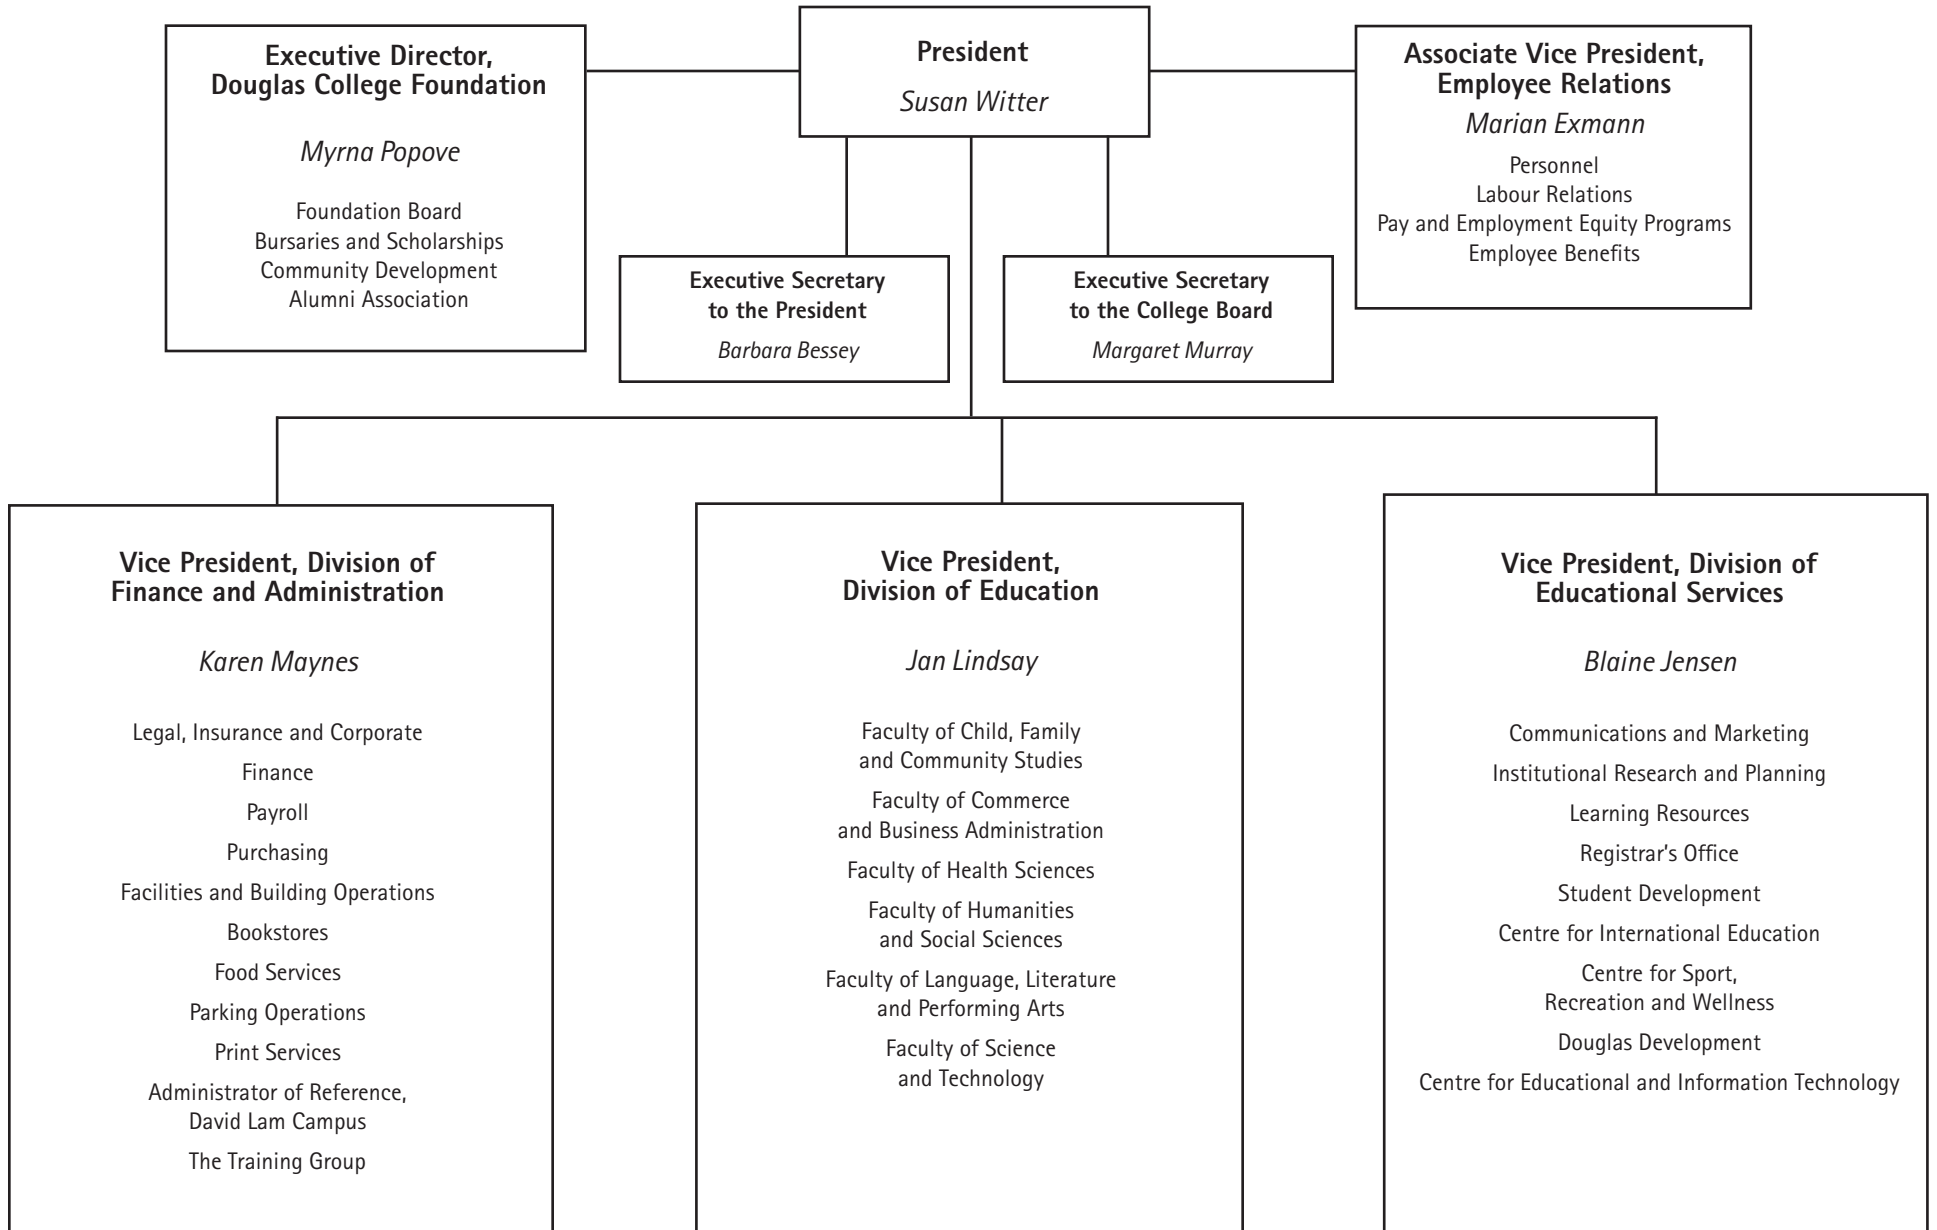 Executive Director,
Douglas College Foundation
Myrna Popove
Foundation Board
Bursaries and Scholarships
Community Development
Alumni Association
President
Susan Witter
Associate Vice President,
Employee Relations
Marian Exmann
Personnel
Labour Relations
Pay and Employment Equity Programs
Employee Benefits
Executive Secretary
to the President
Barbara Bessey
Executive Secretary
to the College Board
Margaret Murray
Vice President, Division of
Finance and Administration
Karen Maynes
Legal, Insurance and Corporate
Finance
Payroll
Purchasing
Facilities and Building Operations
Bookstores
Food Services
Parking Operations
Print Services
Administrator of Reference,
David Lam Campus
The Training Group
Vice President,
Division of Education
Jan Lindsay
Faculty of Child, Family
and Community Studies
Faculty of Commerce
and Business Administration
Faculty of Health Sciences
Faculty of Humanities
and Social Sciences
Faculty of Language, Literature
and Performing Arts
Faculty of Science
and Technology
Vice President, Division of
Educational Services
Blaine Jensen
Communications and Marketing
Institutional Research and Planning
Learning Resources
Registrar's Office
Student Development
Centre for International Education
Centre for Sport,
Recreation and Wellness
Douglas Development
Centre for Educational and Information Technology